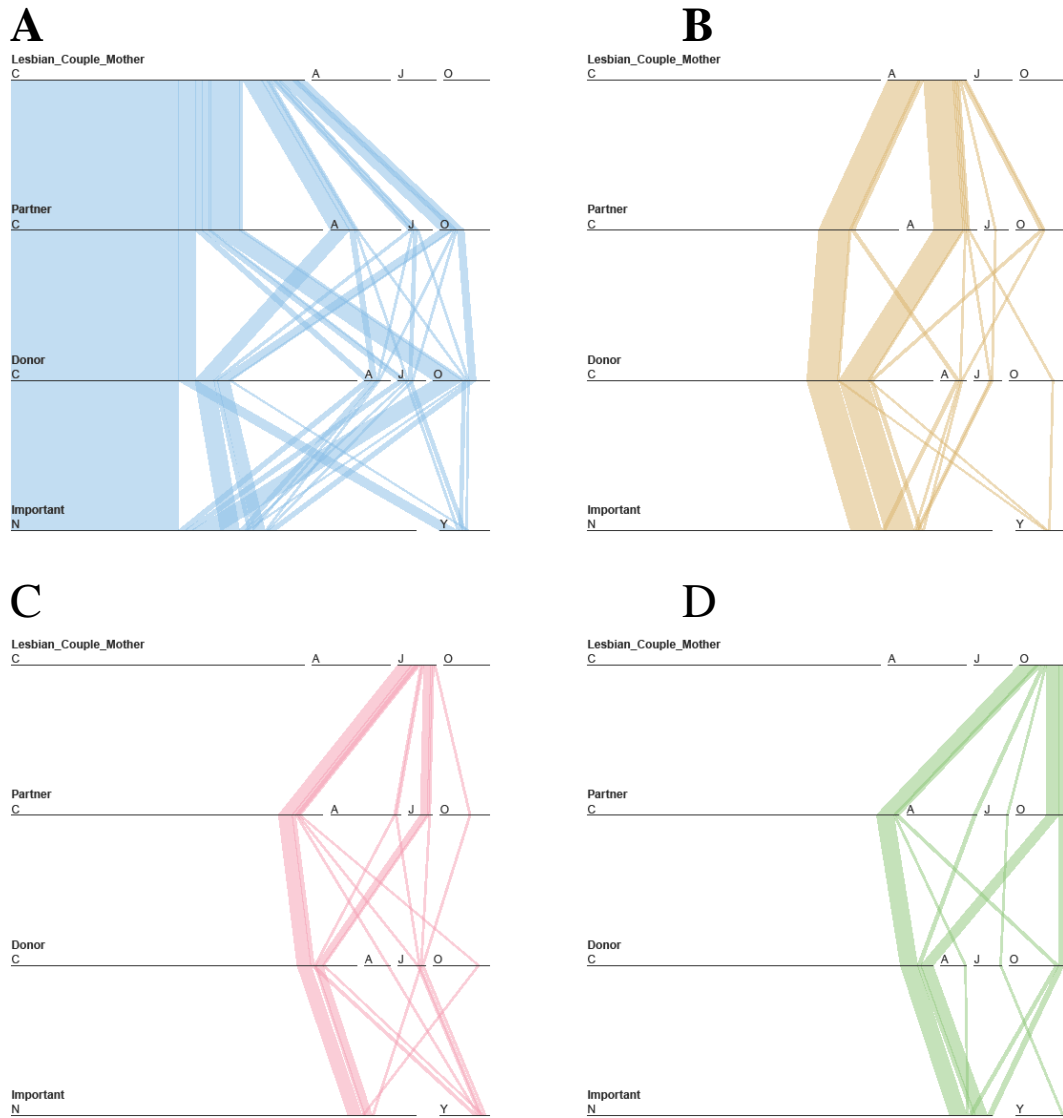 A
Lesbian_Couple_Mother
C A J O
Partner
C A J O
Donor
C A J O
Important
N Y
B
Lesbian_Couple_Mother
C A J O
Partner
C A J O
Donor
C A J O
Important
N Y
C
Lesbian_Couple_Mother
C A J O
Partner
C A J O
Donor
C A J O
Important
N Y
D
Lesbian_Couple_Mother
C A J O
Partner
C A J O
Donor
C A J O
Important
N Y